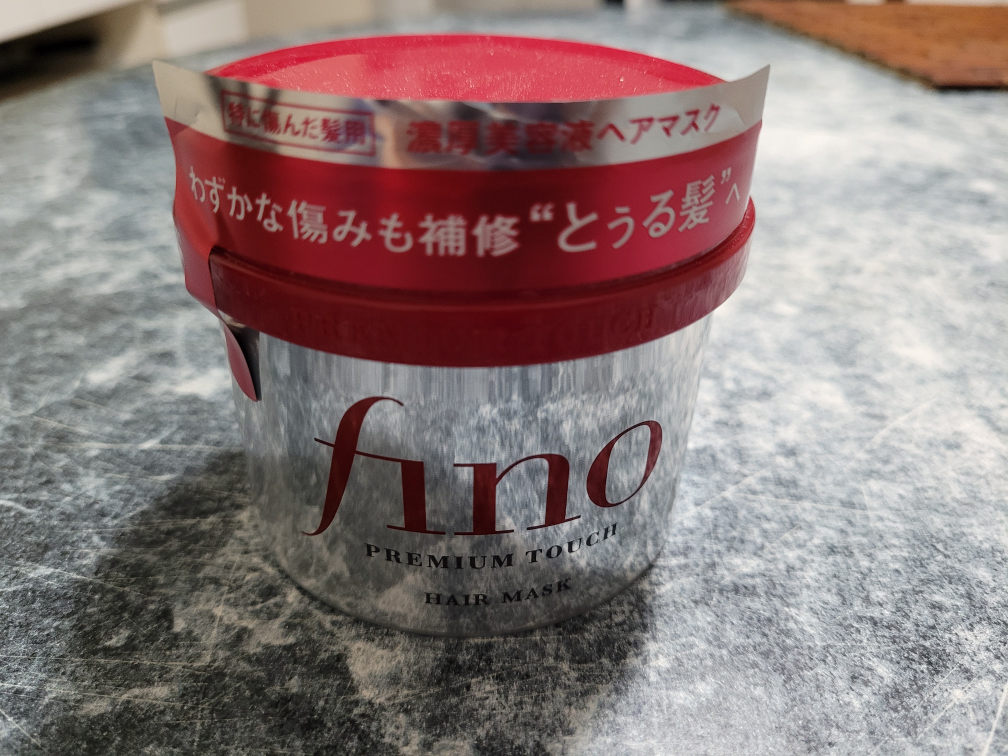 特に傷んだ髪用 濃厚美容液ヘアマスク
わずかな傷みも補修 “とぅる髪”へ
fino
PREMIUM TOUCH
HAIR MASK